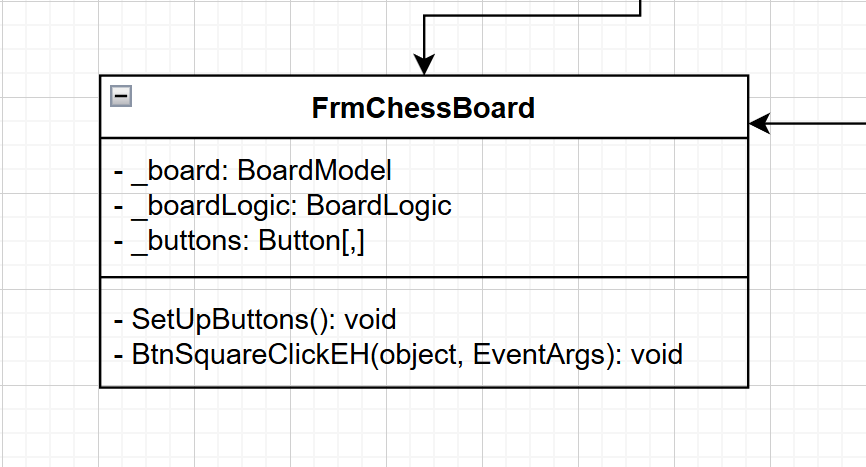 FrmChessBoard
- _board: BoardModel
- _boardLogic: BoardLogic
- _buttons: Button[,]
- SetUpButtons(): void
- BtnSquareClickEH(object, EventArgs): void